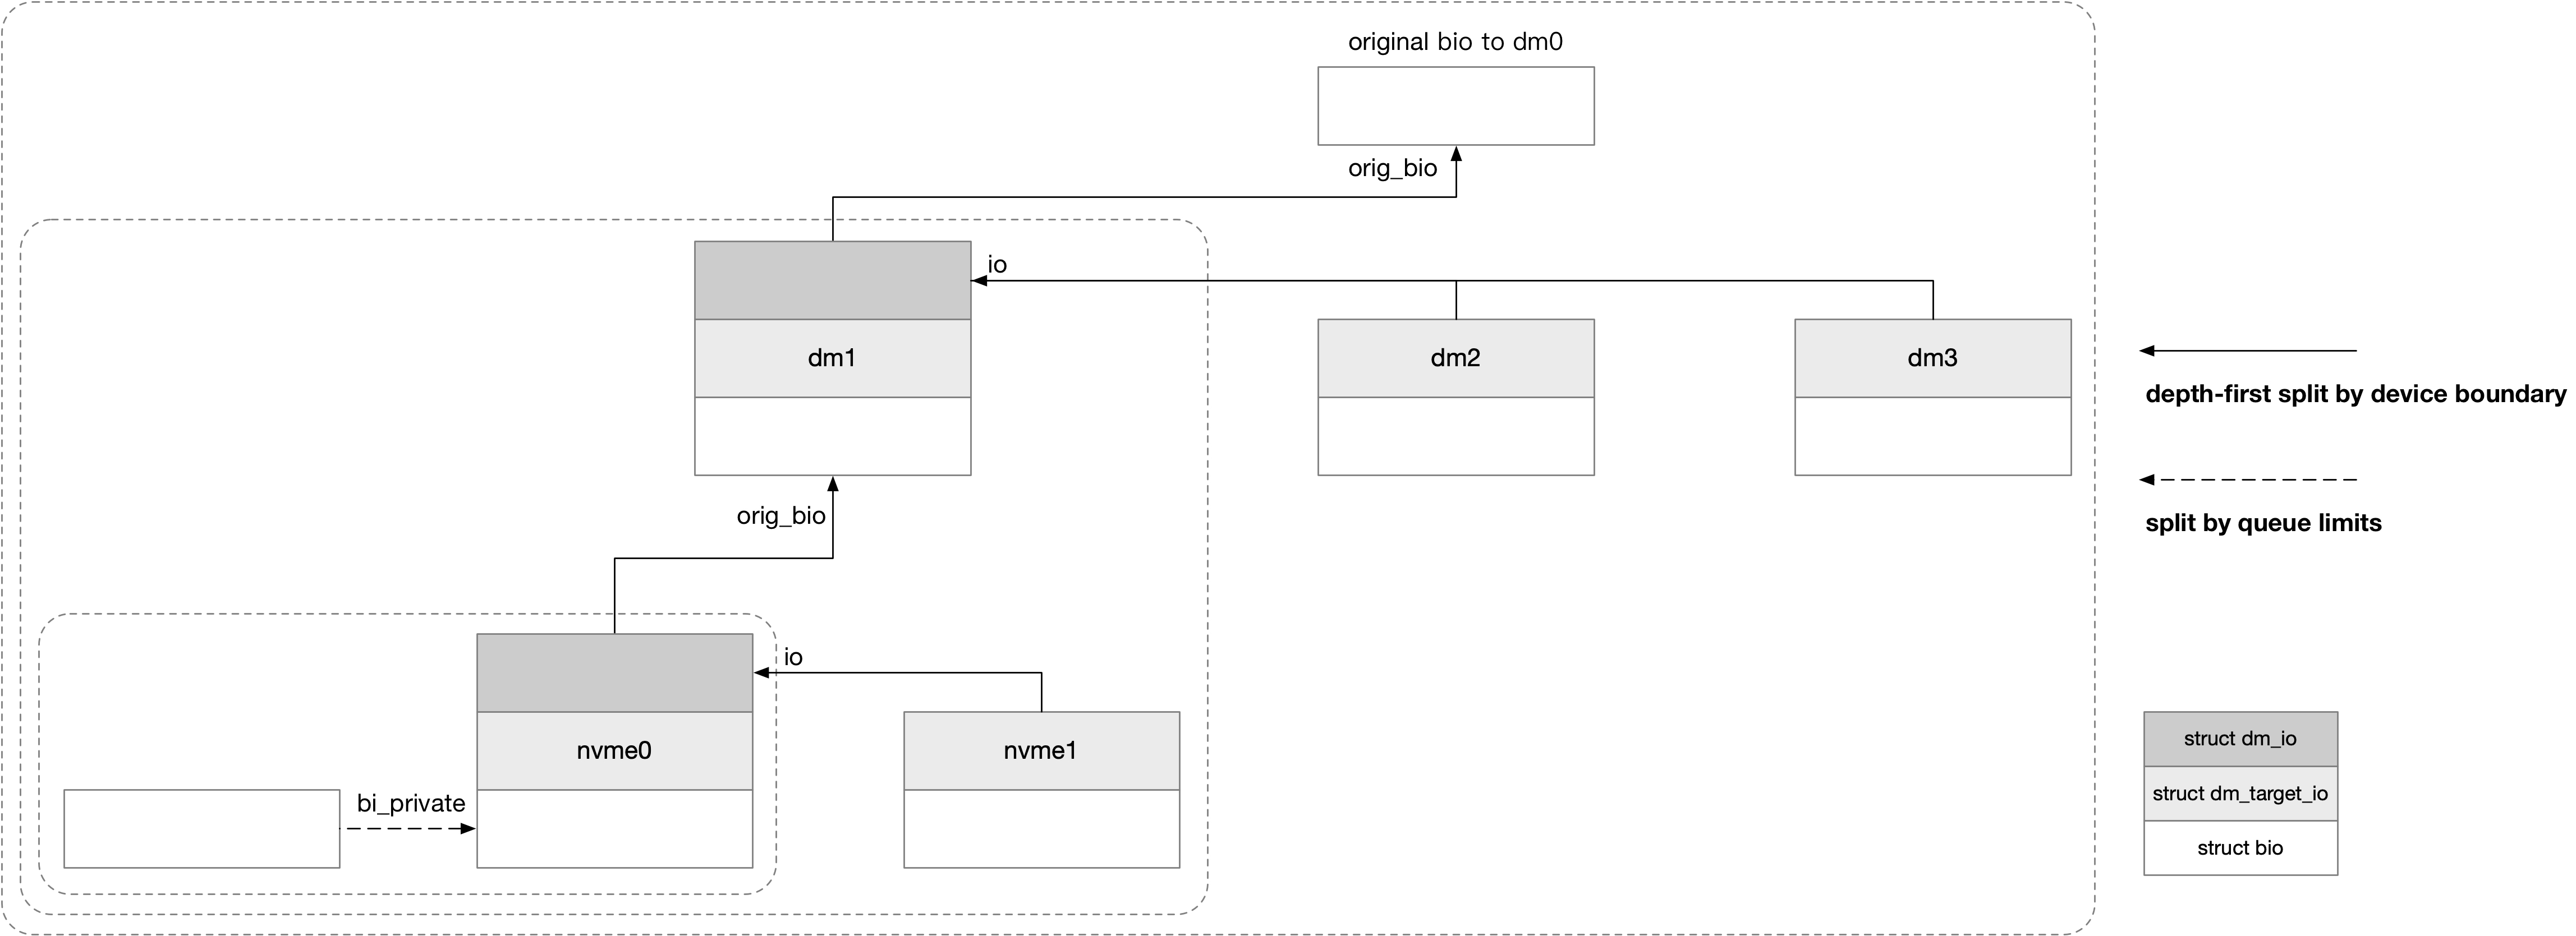 original bio to dm0
orig_bio
io
dm1
dm2
dm3
depth-first split by device boundary
orig_bio
split by queue limits
io
nvme0
nvme1
bi_private
struct dm_io
struct dm_target_io
struct bio